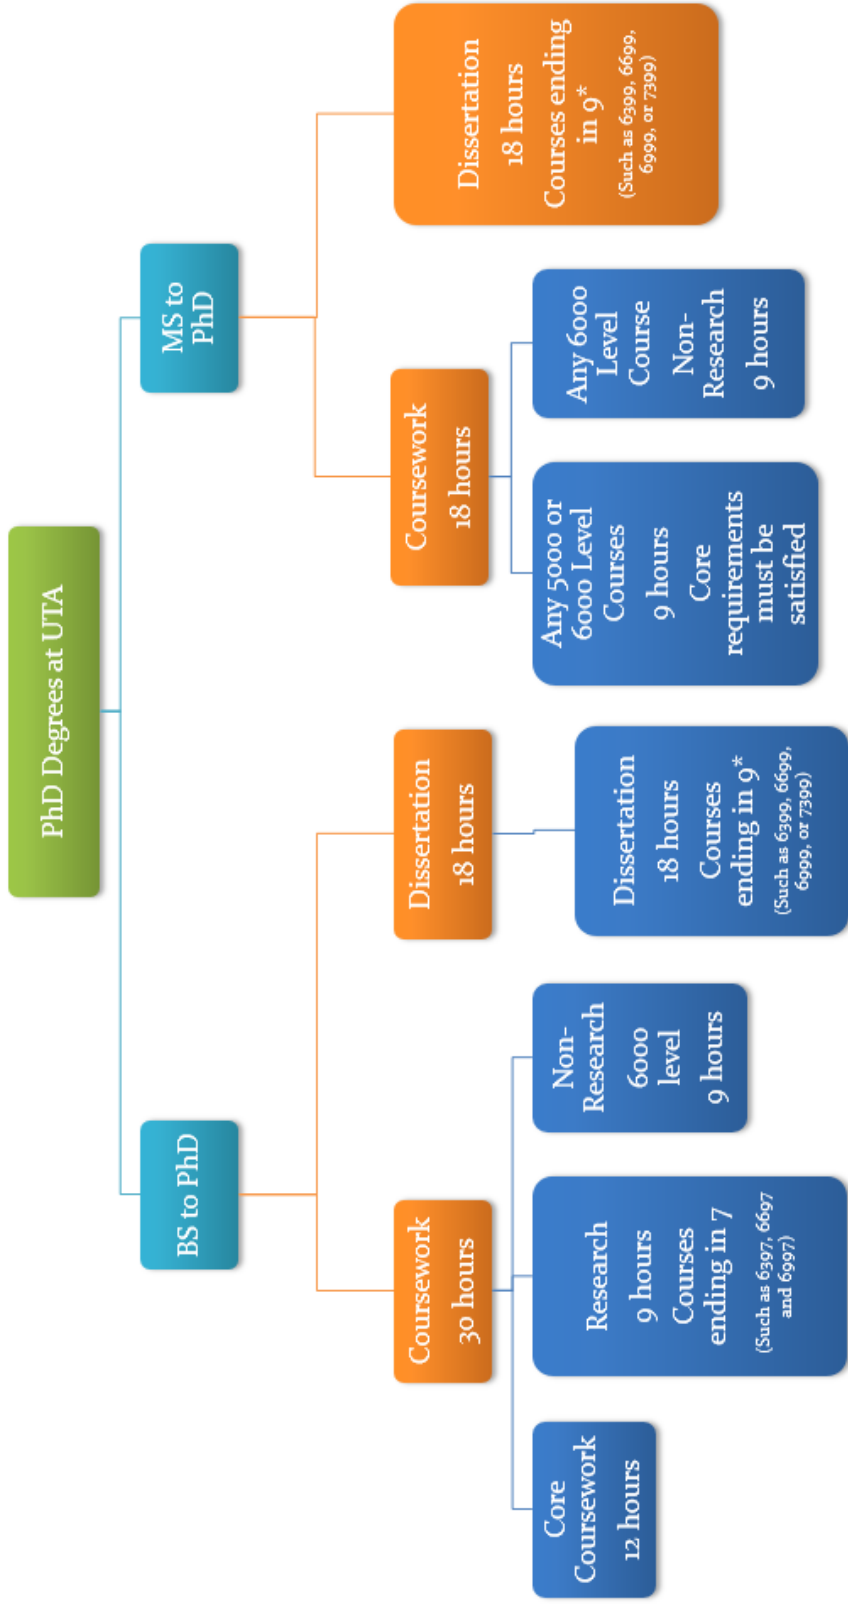 PhD Degrees at UTA
BS to PhD
MS to
PhD
Coursework
30 hours
Dissertation
18 hours
Coursework
18 hours
Dissertation
18 hours
Courses ending
in 9*
(Such as 6399, 6699,
6999, or 7399)
Core
Coursework
12 hours
Research
9 hours
Courses
ending in 7
(Such as 6397, 6697
and 6997)
Non-
Research
6000
level
9 hours
Dissertation
18 hours
Courses
ending in 9*
(Such as 6399, 6699,
6999, or 7399)
Any 5000 or
6000 Level
Courses
9 hours
Core
requirements
must be
satisfied
Any 6000
Level
Course
Non-
Research
9 hours